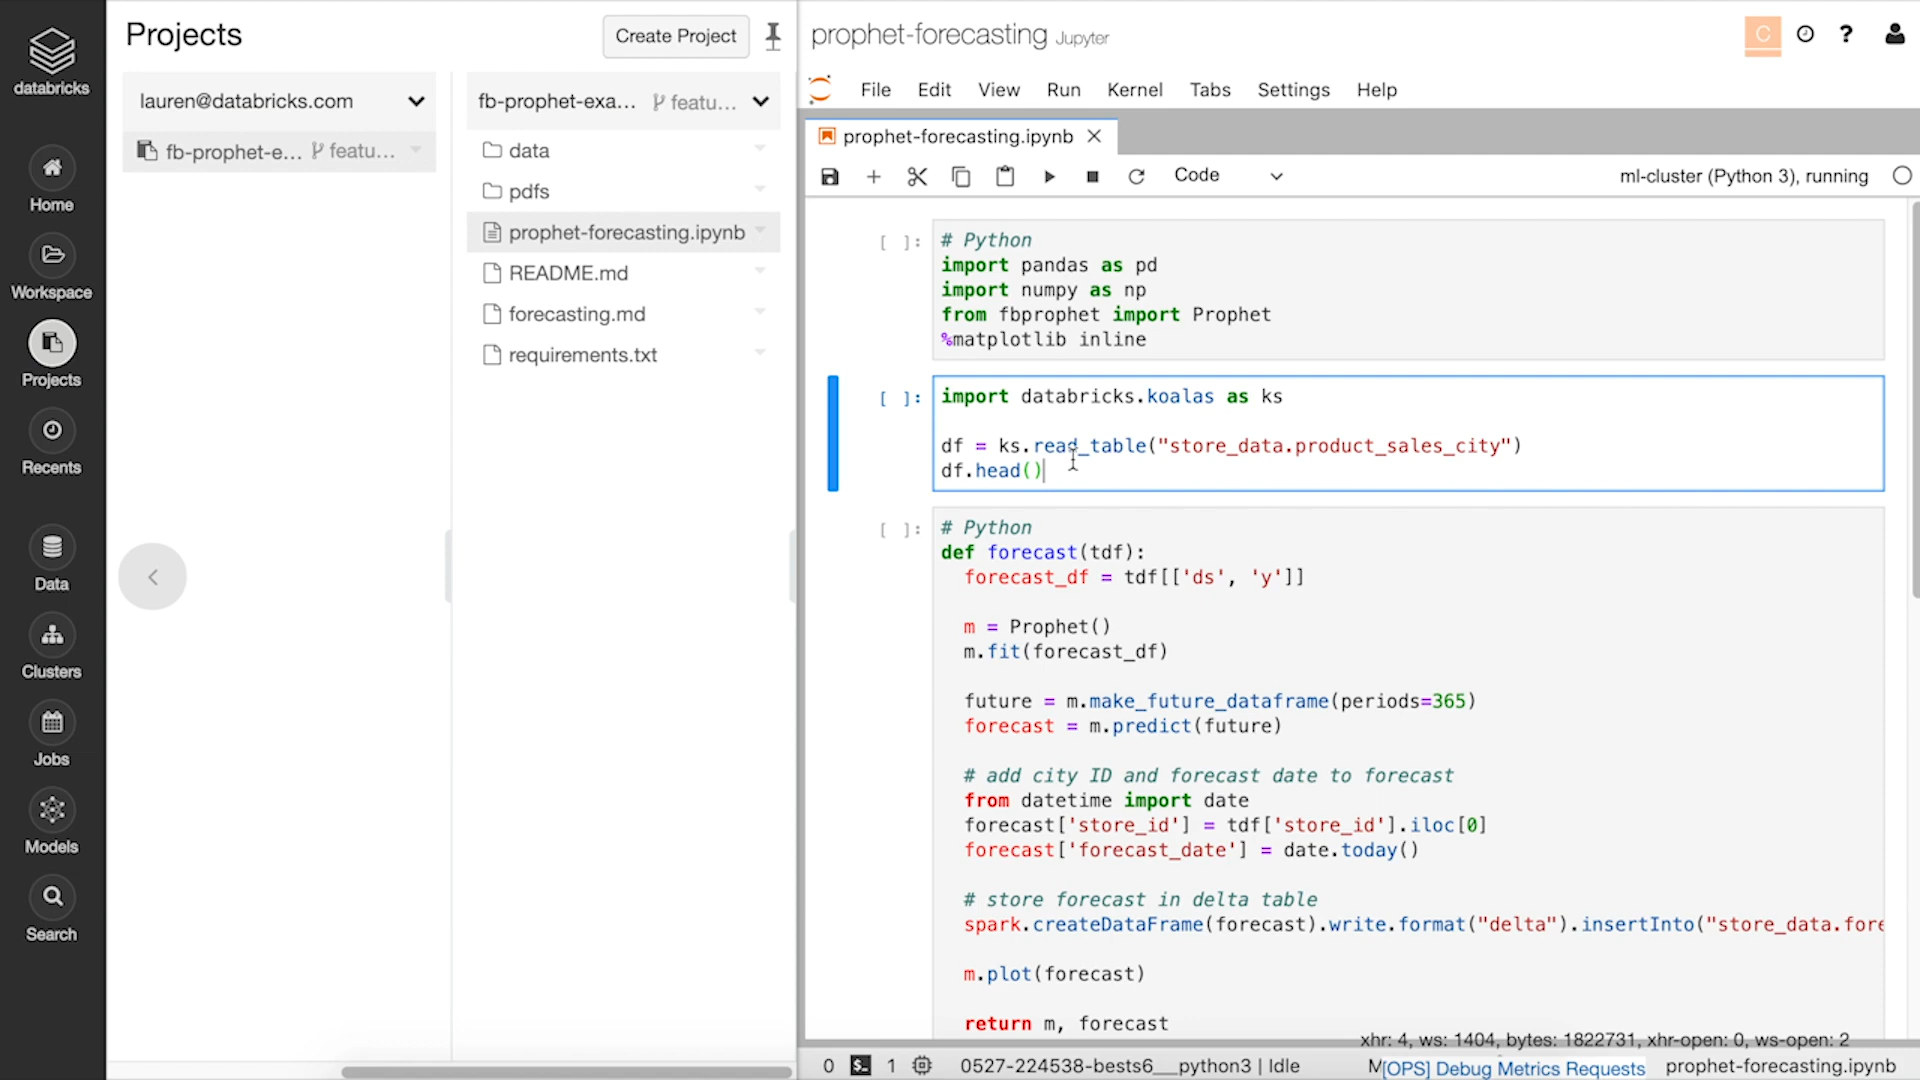 databricks
Home
Workspace
Projects
Recents
Data
Clusters
Jobs
Models
Search
Projects
Create Project
lauren@databricks.com
fb-prophet-e... featu...
fb-prophet-exa... featu...
data
pdfs
prophet-forecasting.ipynb
README.md
forecasting.md
requirements.txt
prophet-forecasting Jupyter
C
?
File Edit View Run Kernel Tabs Settings Help
prophet-forecasting.ipynb
Code
ml-cluster (Python 3), running
[ ]:
# Python
import pandas as pd
import numpy as np
from fbprophet import Prophet
%matplotlib inline
[ ]:
import databricks.koalas as ks
df = ks.read_table("store_data.product_sales_city")
df.head()
[ ]:
# Python
def forecast(tdf):
forecast_df = tdf[['ds', 'y']]
m = Prophet()
m.fit(forecast_df)
future = m.make_future_dataframe(periods=365)
forecast = m.predict(future)
# add city ID and forecast date to forecast
from datetime import date
forecast['store_id'] = tdf['store_id'].iloc[0]
forecast['forecast_date'] = date.today()
# store forecast in delta table
spark.createDataFrame(forecast).write.format("delta").insertInto("store_data.fore
m.plot(forecast)
return m, forecast
xhr: 4, ws: 1404, bytes: 1822731, xhr-open: 0, ws-open: 2
0 1 0527-224538-bests6__python3 | Idle
M[OPS] Debug Metrics Requests
prophet-forecasting.ipynb